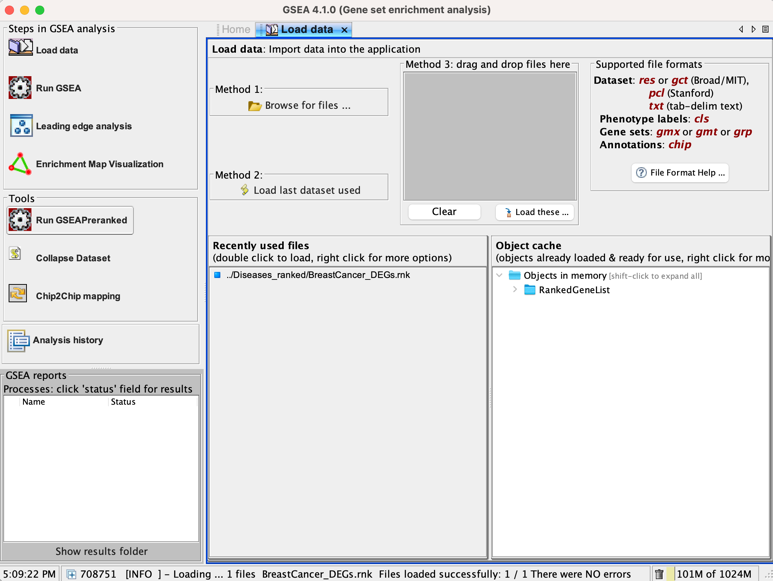 GSEA 4.1.0 (Gene set enrichment analysis)
Steps in GSEA analysis
Load data
Run GSEA
Leading edge analysis
Enrichment Map Visualization
Tools
Run GSEAPreranked
Collapse Dataset
Chip2Chip mapping
Analysis history
GSEA reports
Processes: click 'status' field for results
Name Status
Show results folder
Home Load data ×
Load data: Import data into the application
Method 1:
Browse for files ...
Method 2:
Load last dataset used
Method 3: drag and drop files here
Clear Load these ...
Supported file formats
Dataset: res or gct (Broad/MIT),
pcl (Stanford)
txt (tab-delim text)
Phenotype labels: cls
Gene sets: gmx or gmt or grp
Annotations: chip
? File Format Help ...
Recently used files
(double click to load, right click for more options)
../Diseases_ranked/BreastCancer_DEGs.rnk
Object cache
(objects already loaded & ready for use, right click for mo
Objects in memory [shift-click to expand all]
RankedGeneList
5:09:22 PM 708751 [INFO ] - Loading ... 1 files BreastCancer_DEGs.rnk Files loaded successfully: 1 / 1 There were NO errors 101M of 1024M